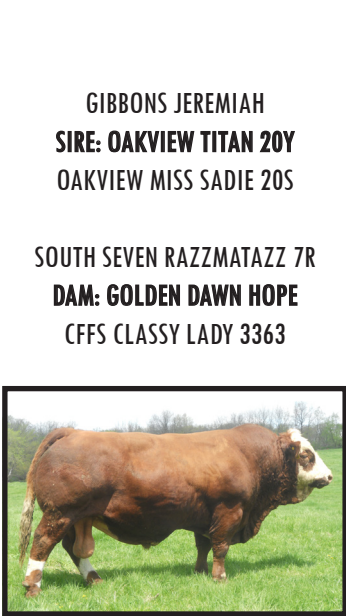 GIBBONS JEREMIAH
SIRE: OAKVIEW TITAN 20Y
OAKVIEW MISS SADIE 20S
SOUTH SEVEN RAZZMATAZZ 7R
DAM: GOLDEN DAWN HOPE
CFFS CLASSY LADY 3363